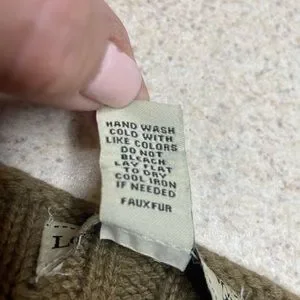 HAND WASH
COLD WITH
LIKE COLORS
DO NOT
BLEACH
LAY FLAT
TO DRY
COOL IRON
IF NEEDED
FAUX FUR